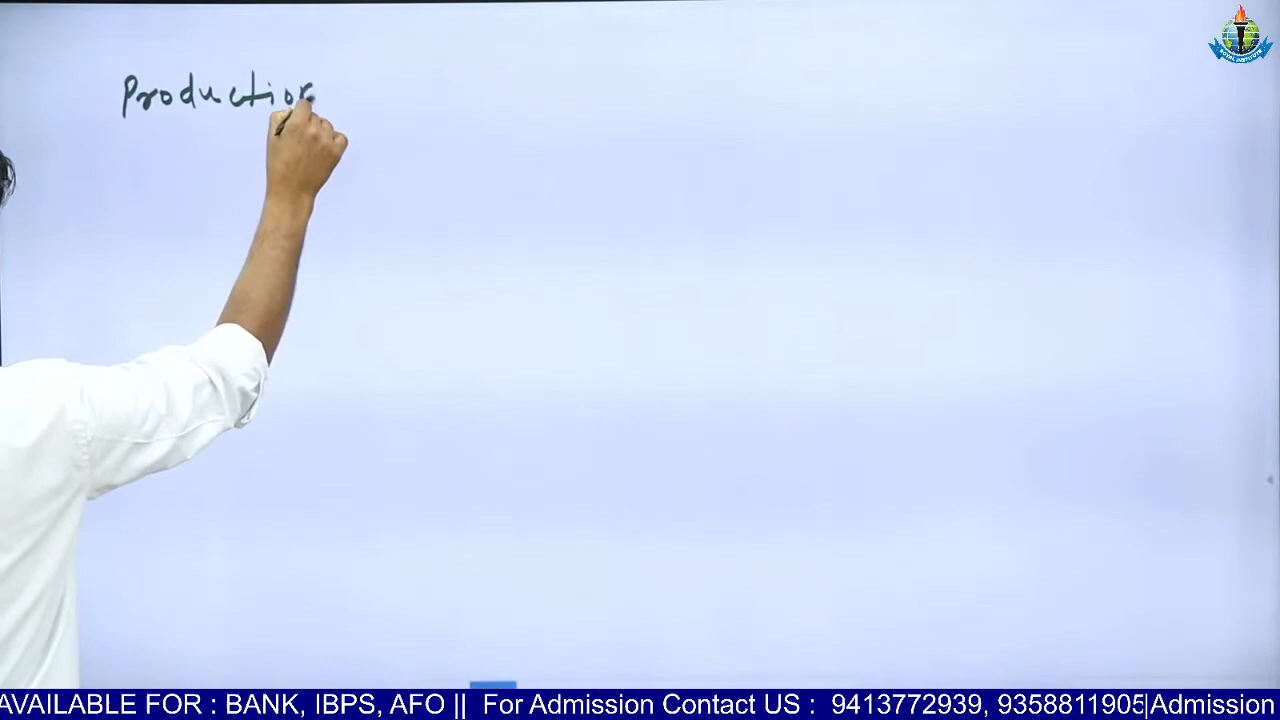 Production
AVAILABLE FOR : BANK, IBPS, AFO || For Admission Contact US : 9413772939, 9358811905|Admission